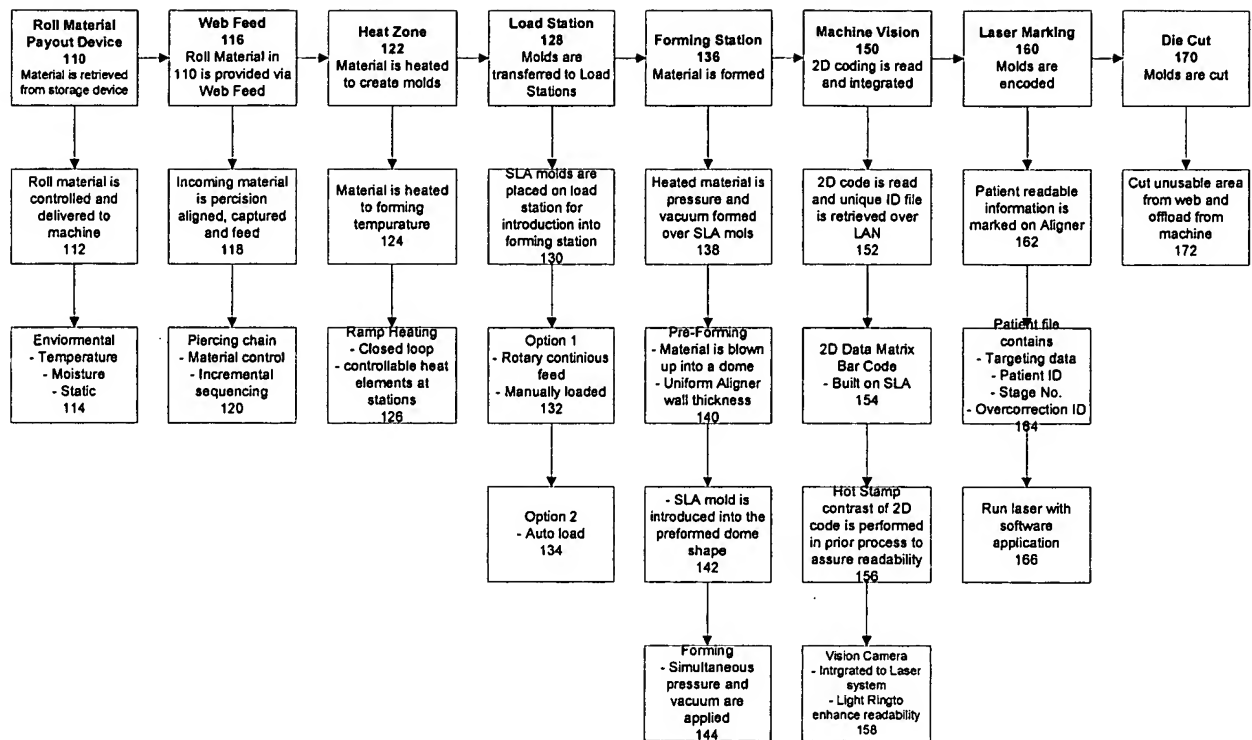 Roll Material
Payout Device
110
Material is retrieved
from storage device
Web Feed
116
Roll Material in
110 is provided via
Web Feed
Heat Zone
122
Material is heated
to create molds
Load Station
128
Molds are
transferred to Load
Stations
Forming Station
136
Material is formed
Machine Vision
150
2D coding is read
and integrated
Laser Marking
160
Molds are
encoded
Die Cut
170
Molds are cut
Roll material is
controlled and
delivered to
machine
112
Incoming material
is percision
aligned, captured
and feed
118
Material is heated
to forming
tempurature
124
SLA molds are
placed on load
station for
introduction into
forming station
130
Heated material is
pressure and
vacuum formed
over SLA mols
138
2D code is read
and unique ID file
is retrieved over
LAN
152
Patient readable
information is
marked on Aligner
162
Cut unusable area
from web and
offload from
machine
172
Enviormental
- Temperature
- Moisture
- Static
114
Piercing chain
- Material control
- Incremental
sequencing
120
Ramp Heating
- Closed loop
- controllable heat
elements at
stations
126
Option 1
- Rotary continious
feed
- Manually loaded
132
Pre-Forming
- Material is blown
up into a dome
- Uniform Aligner
wall thickness
140
2D Data Matrix
Bar Code
- Built on SLA
154
Patient file
contains
- Targeting data
- Patient ID
- Stage No.
- Overcorrection ID
164
Option 2
- Auto load
134
- SLA mold is
introduced into the
preformed dome
shape
142
Hot Stamp
contrast of 2D
code is performed
in prior process to
assure readability
156
Run laser with
software
application
166
Forming
- Simultaneous
pressure and
vacuum are
applied
144
Vision Camera
- Intrgrated to Laser
system
- Light Ringto
enhance readability
158